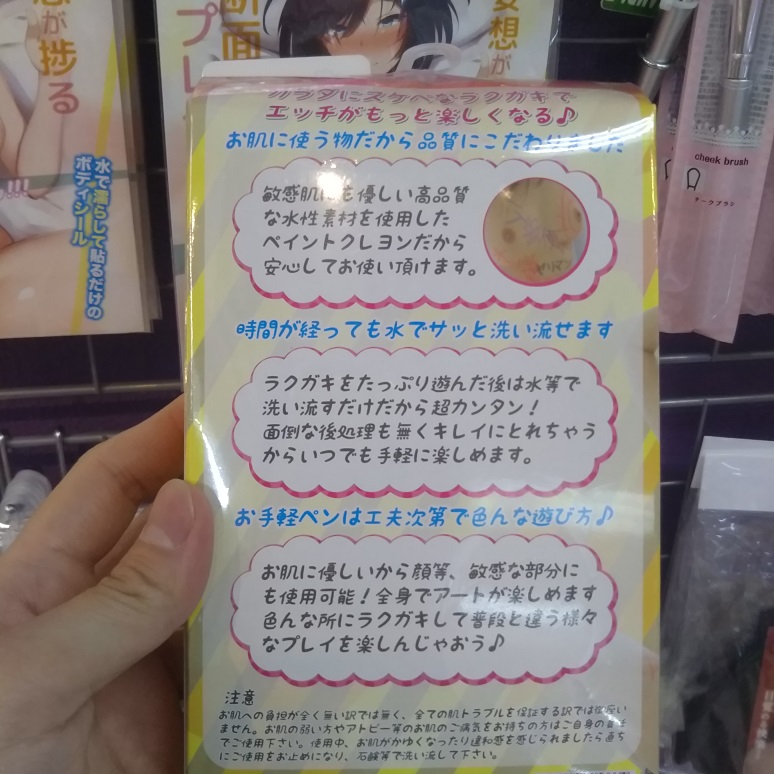 が捗る
水で濡らして貼るだけの
ボディシール
プレ
断面
妄想が
カラダにスケベなラクガキで
エッチがもっと楽しくなる♪
お肌に使う物だから品質にこだわりました
敏感肌にも優しい高品質
な水性素材を使用した
ペイントクレヨンだから
安心してお使い頂けます。
時間が経っても水でサッと洗い流せます
ラクガキをたっぷり遊んだ後は水等で
洗い流すだけだから超カンタン！
面倒な後処理も無くキレイにとれちゃう
からいつでも手軽に楽しめます。
お手軽ペンは工夫次第で色んな遊び方♪
お肌に優しいから顔等、敏感な部分に
も使用可能！全身でアートが楽しめます
色んな所にラクガキして普段と違う様々
なプレイを楽しんじゃおう♪
注意
お肌への負担が全く無い訳では無く、全ての肌トラブルを保証する訳では御座い
ません。お肌の弱い方やアトピー等のお肌のご病気をお持ちの方はご自身の責任
でご使用下さい。使用中、お肌がかゆくなったり違和感を感じられましたら直ち
にご使用をお止めになり、石鹸等で洗い流して下さい。
cheek brush
チークブラシ